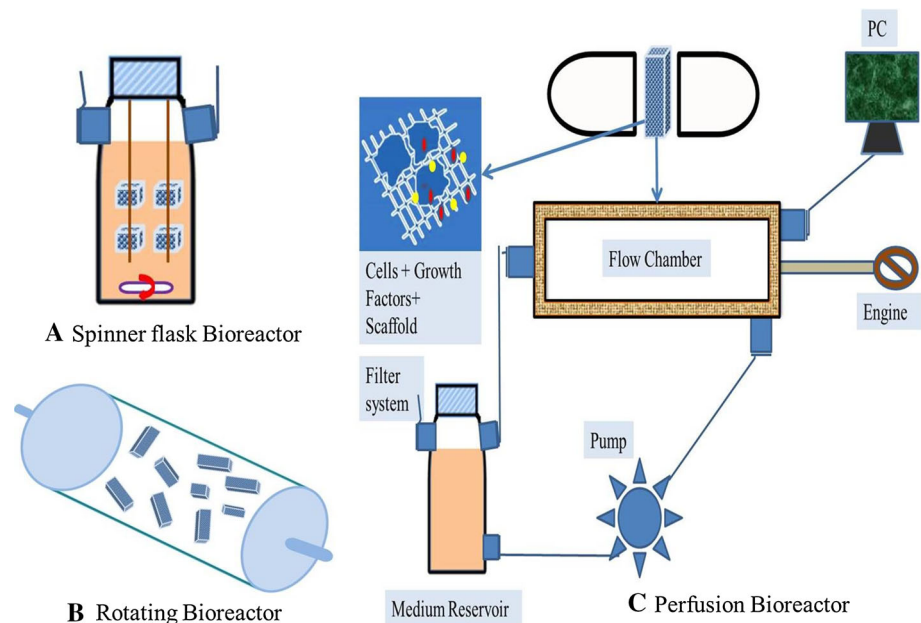 PC
Cells + Growth
Factors+
Scaffold
Flow Chamber
Engine
A Spinner flask Bioreactor
Filter
system
Pump
Medium Reservoir
B Rotating Bioreactor
C Perfusion Bioreactor